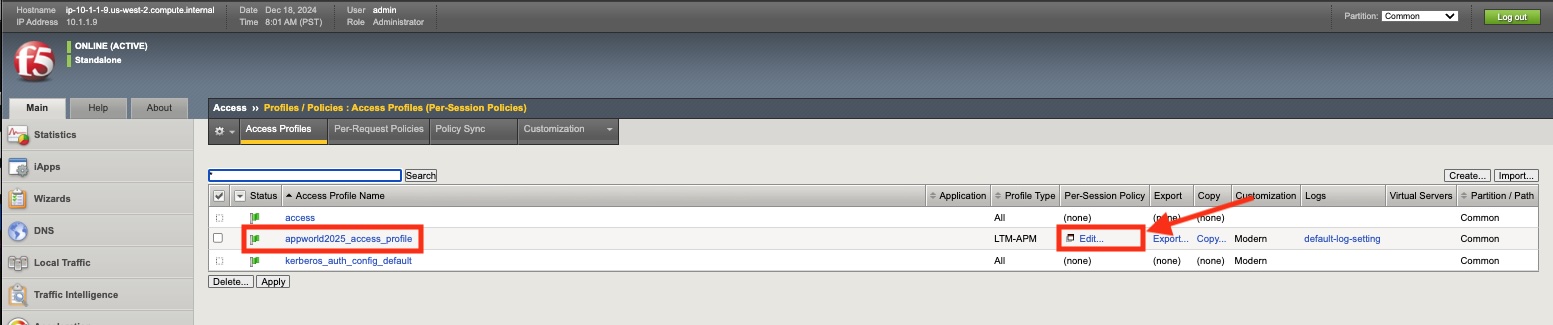 Hostname ip-10-1-1-9.us-west-2.compute.internal Date Dec 18, 2024 User admin
IP Address 10.1.1.9 Time 8:01 AM (PST) Role Administrator
Partition: Common Log out
f5
ONLINE (ACTIVE)
Standalone
Main Help About
Access ›› Profiles / Policies : Access Profiles (Per-Session Policies)
Statistics
iApps
Wizards
DNS
Local Traffic
Traffic Intelligence
Access Profiles Per-Request Policies Policy Sync Customization
* Search Create... Import...
Status Access Profile Name Application Profile Type Per-Session Policy Export Copy Customization Logs Virtual Servers Partition / Path
access All (none) (none) (none) Common
appworld2025_access_profile LTM-APM Edit... Export... Copy... Modern default-log-setting Common
kerberos_auth_config_default All (none) (none) (none) Modern Common
Delete... Apply